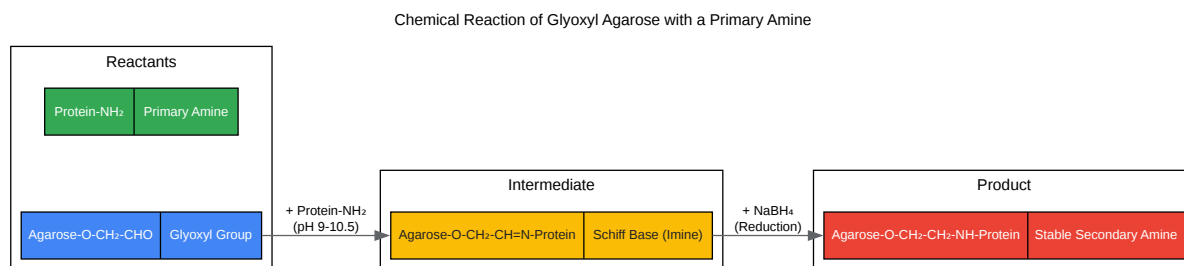 Chemical Reaction of Glyoxyl Agarose with a Primary Amine
Reactants
Protein-NH₂
Primary Amine
Agarose-O-CH₂-CHO
Glyoxyl Group
+ Protein-NH₂
(pH 9-10.5)
Intermediate
Agarose-O-CH₂-CH=N-Protein
Schiff Base (Imine)
+ NaBH₄
(Reduction)
Product
Agarose-O-CH₂-CH₂-NH-Protein
Stable Secondary Amine